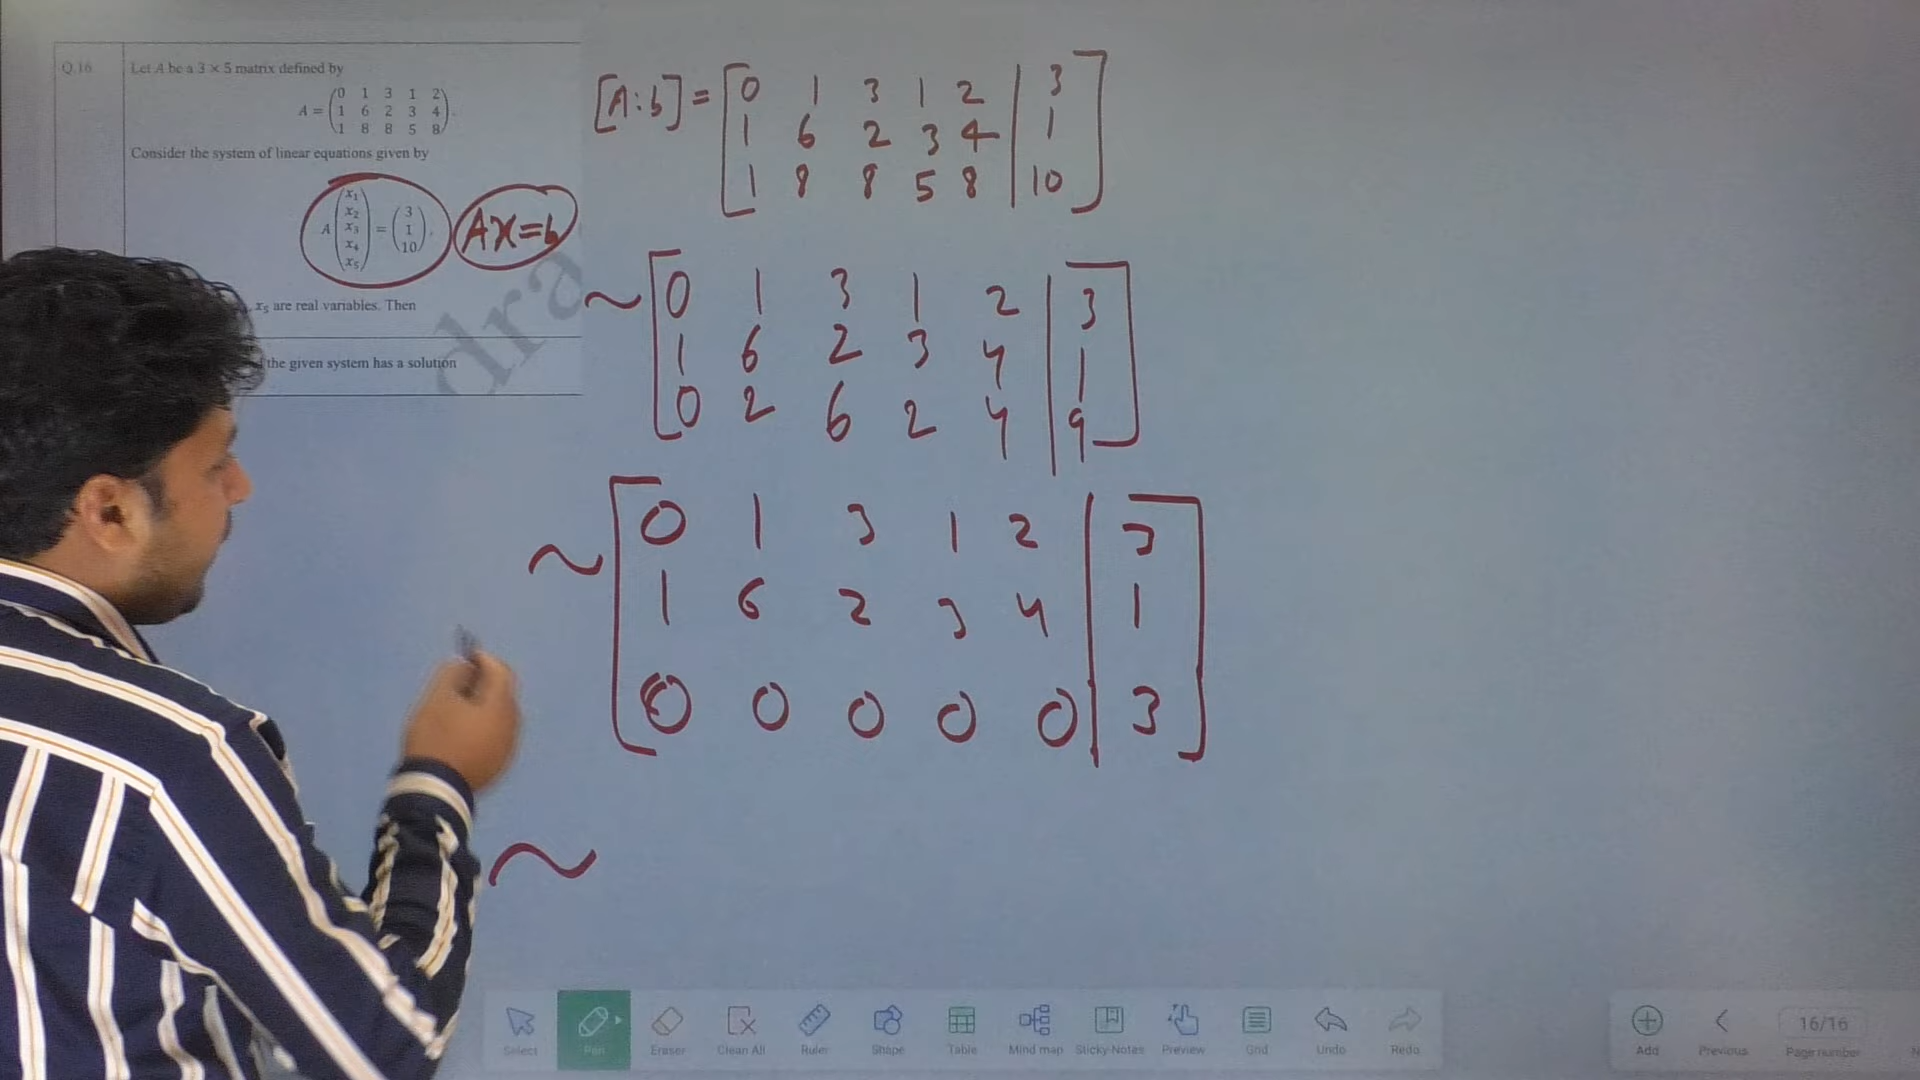 Q.16
Let A be a 3 × 5 matrix defined by
A = (0 1 3 1 2
1 6 2 3 4
1 8 8 5 8).
Consider the system of linear equations given by
A (x1 x2 x3 x4 x5) = (3 1 10),
AX=b
x5 are real variables. Then
the given system has a solution
dra
[A:b] = [0 1 3 1 2 | 3
1 6 2 3 4 | 1
1 8 8 5 8 | 10]
~ [0 1 3 1 2 | 3
1 6 2 3 4 | 1
0 2 6 2 4 | 9]
~ [0 1 3 1 2 | 3
1 6 2 3 4 | 1
0 0 0 0 0 | 3]
~
Select Pen Eraser Clean All Ruler Shape Table Mind map Sticky-Notes Preview Grid Undo Redo
16/16
Add Previous Page number